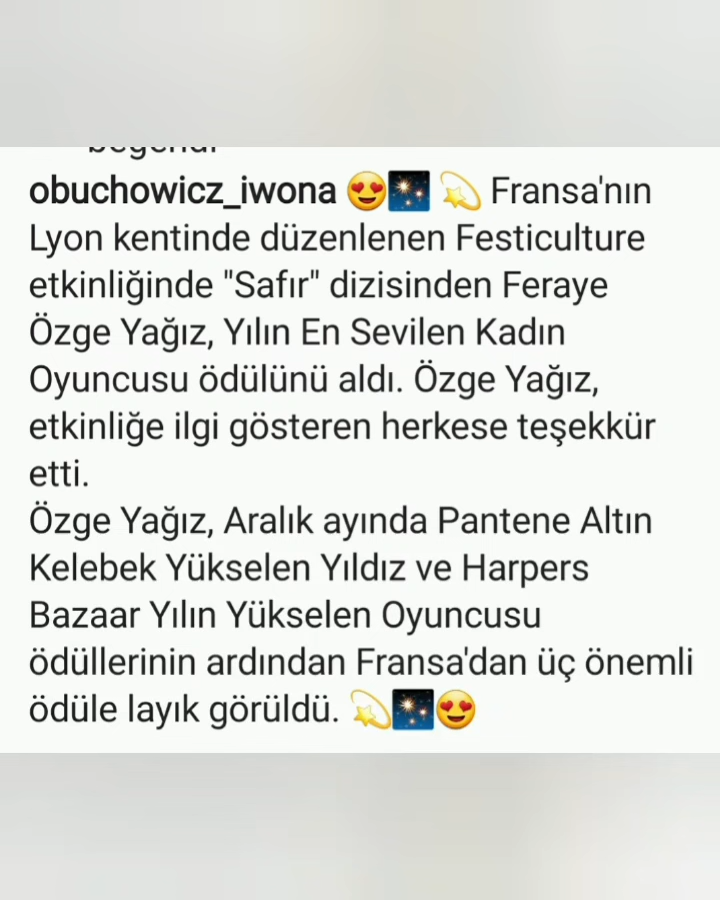 beğendi
obuchowicz_iwona 😍🎇 💫 Fransa'nın
Lyon kentinde düzenlenen Festiculture
etkinliğinde "Safır" dizisinden Feraye
Özge Yağız, Yılın En Sevilen Kadın
Oyuncusu ödülünü aldı. Özge Yağız,
etkinliğe ilgi gösteren herkese teşekkür
etti.
Özge Yağız, Aralık ayında Pantene Altın
Kelebek Yükselen Yıldız ve Harpers
Bazaar Yılın Yükselen Oyuncusu
ödüllerinin ardından Fransa'dan üç önemli
ödüle layık görüldü. 💫🎇😍